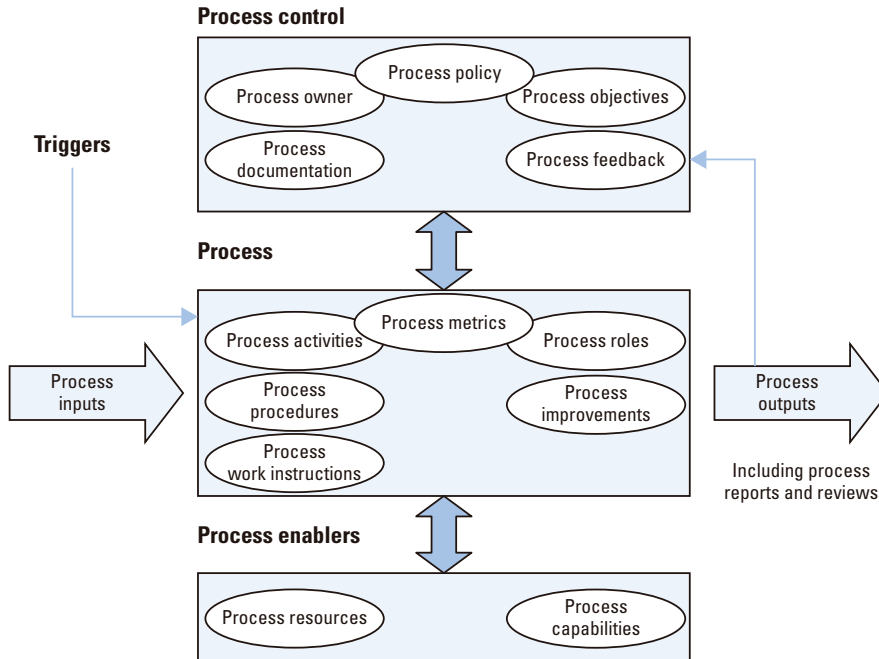 Process control
Process policy
Process owner
Process objectives
Process
documentation
Process feedback
Triggers
Process
Process metrics
Process activities
Process roles
Process
inputs
Process
procedures
Process
improvements
Process
outputs
Process
work instructions
Including process
reports and reviews
Process enablers
Process resources
Process
capabilities